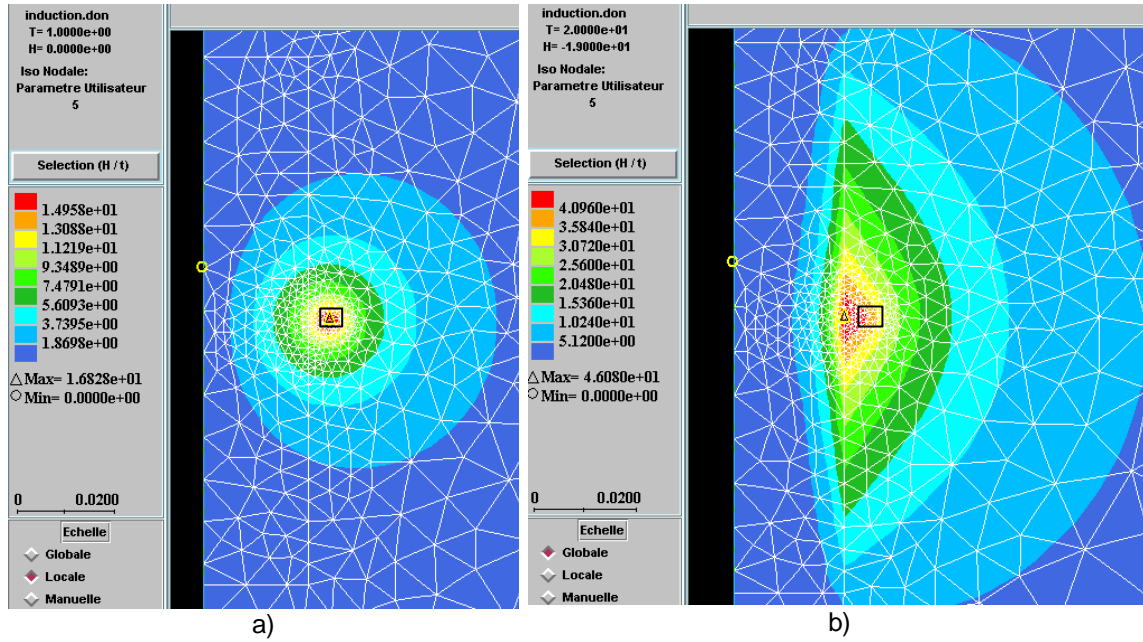 induction.don
T= 1.0000e+00
H= 0.0000e+00
Iso Nodale:
Parametre Utilisateur
5
Selection (H / t)
1.4958e+01
1.3088e+01
1.1219e+01
9.3489e+00
7.4791e+00
5.6093e+00
3.7395e+00
1.8698e+00
Max= 1.6828e+01
Min= 0.0000e+00
0 0.0200
Echelle
Globale
Locale
Manuelle
a)
induction.don
T= 2.0000e+01
H= -1.9000e+01
Iso Nodale:
Parametre Utilisateur
5
Selection (H / t)
4.0960e+01
3.5840e+01
3.0720e+01
2.5600e+01
2.0480e+01
1.5360e+01
1.0240e+01
5.1200e+00
Max= 4.6080e+01
Min= 0.0000e+00
0 0.0200
Echelle
Globale
Locale
Manuelle
b)